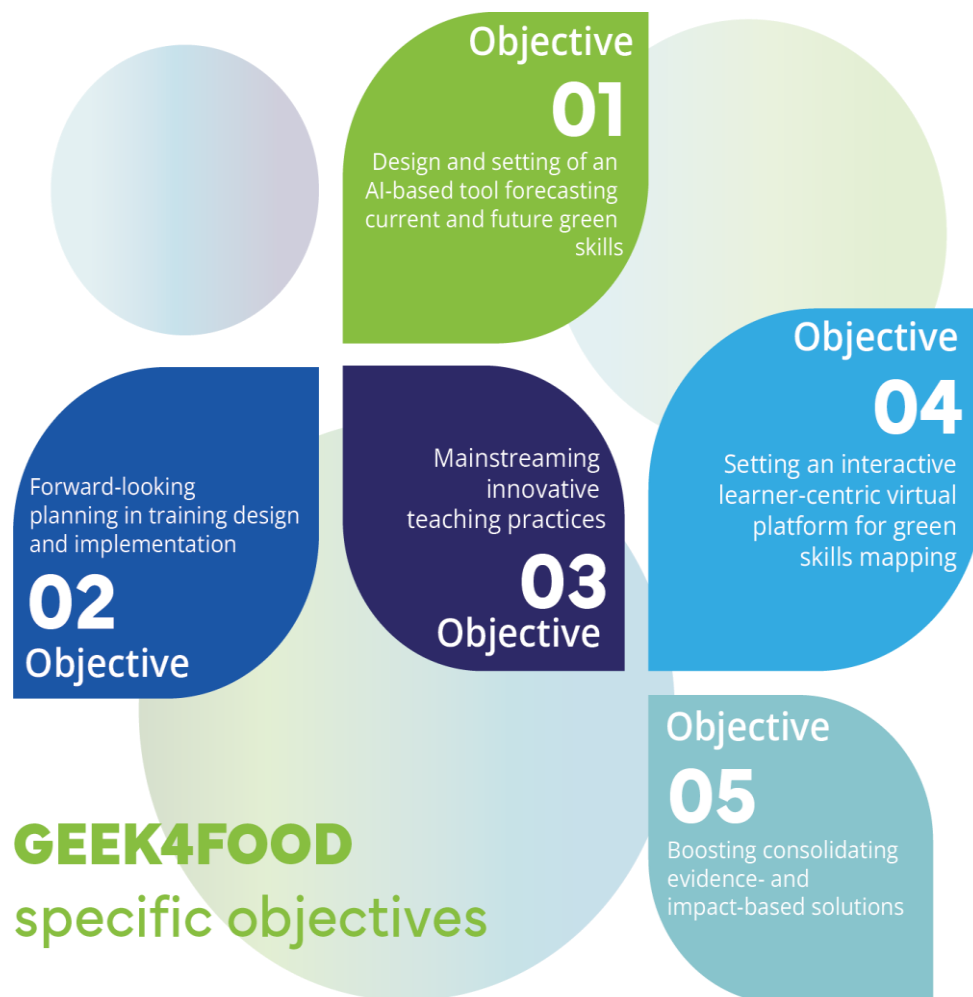 Objective
01
Design and setting of an
AI-based tool forecasting
current and future green
skills
Forward-looking
planning in training design
and implementation
02
Objective
Mainstreaming
innovative
teaching practices
03
Objective
Objective
04
Setting an interactive
learner-centric virtual
platform for green
skills mapping
Objective
05
Boosting consolidating
evidence- and
impact-based solutions
GEEK4FOOD
specific objectives